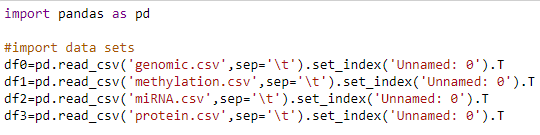 import pandas as pd
#import data sets
df0=pd.read_csv('genomic.csv',sep='\t').set_index('Unnamed: 0').T
df1=pd.read_csv('methylation.csv',sep='\t').set_index('Unnamed: 0').T
df2=pd.read_csv('miRNA.csv',sep='\t').set_index('Unnamed: 0').T
df3=pd.read_csv('protein.csv',sep='\t').set_index('Unnamed: 0').T